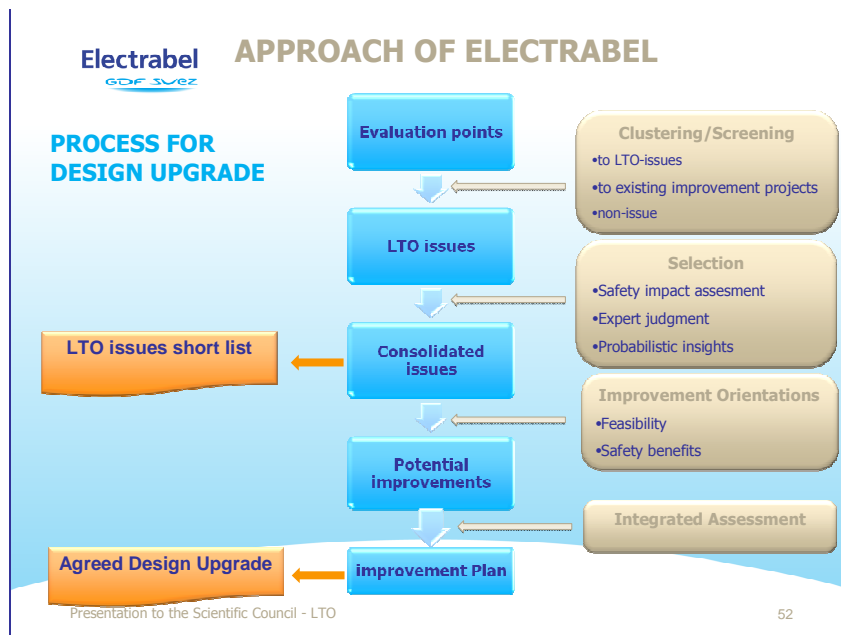 APPROACH OF ELECTRABEL
Electrabel
GDF SUEZ
PROCESS FOR
DESIGN UPGRADE
Evaluation points
Clustering/Screening
•to LTO-issues
•to existing improvement projects
•non-issue
LTO issues
Selection
•Safety impact assesment
•Expert judgment
•Probabilistic insights
LTO issues short list
Consolidated
issues
Improvement Orientations
•Feasibility
•Safety benefits
Potential
improvements
Integrated Assessment
Agreed Design Upgrade
improvement Plan
Presentation to the Scientific Council - LTO
52